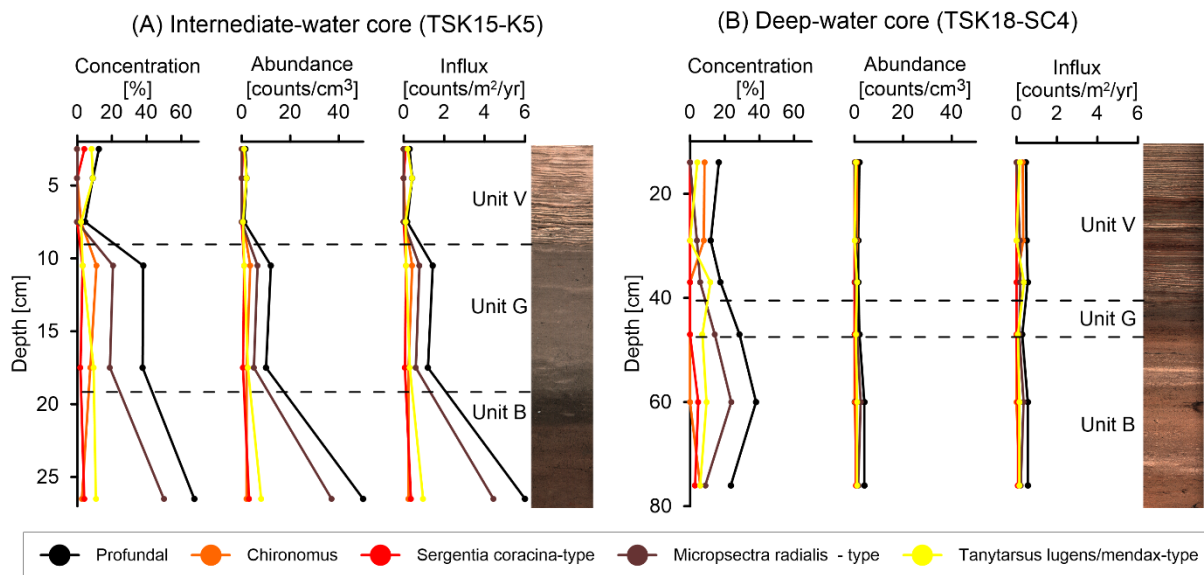 (A) Internediate-water core (TSK15-K5)
(B) Deep-water core (TSK18-SC4)
Concentration Abundance Influx
[%] [counts/cm³] [counts/m²/yr]
0 20 40 60 0 20 40 0 2 4 6
5
10
15
20
25
Depth [cm]
Unit V
Unit G
Unit B
Concentration Abundance Influx
[%] [counts/cm³] [counts/m²/yr]
0 20 40 60 0 20 40 0 2 4 6
20
40
60
80
Depth [cm]
Unit V
Unit G
Unit B
Profundal Chironomus Sergentia coracina-type Micropsectra radialis - type Tanytarsus lugens/mendax-type